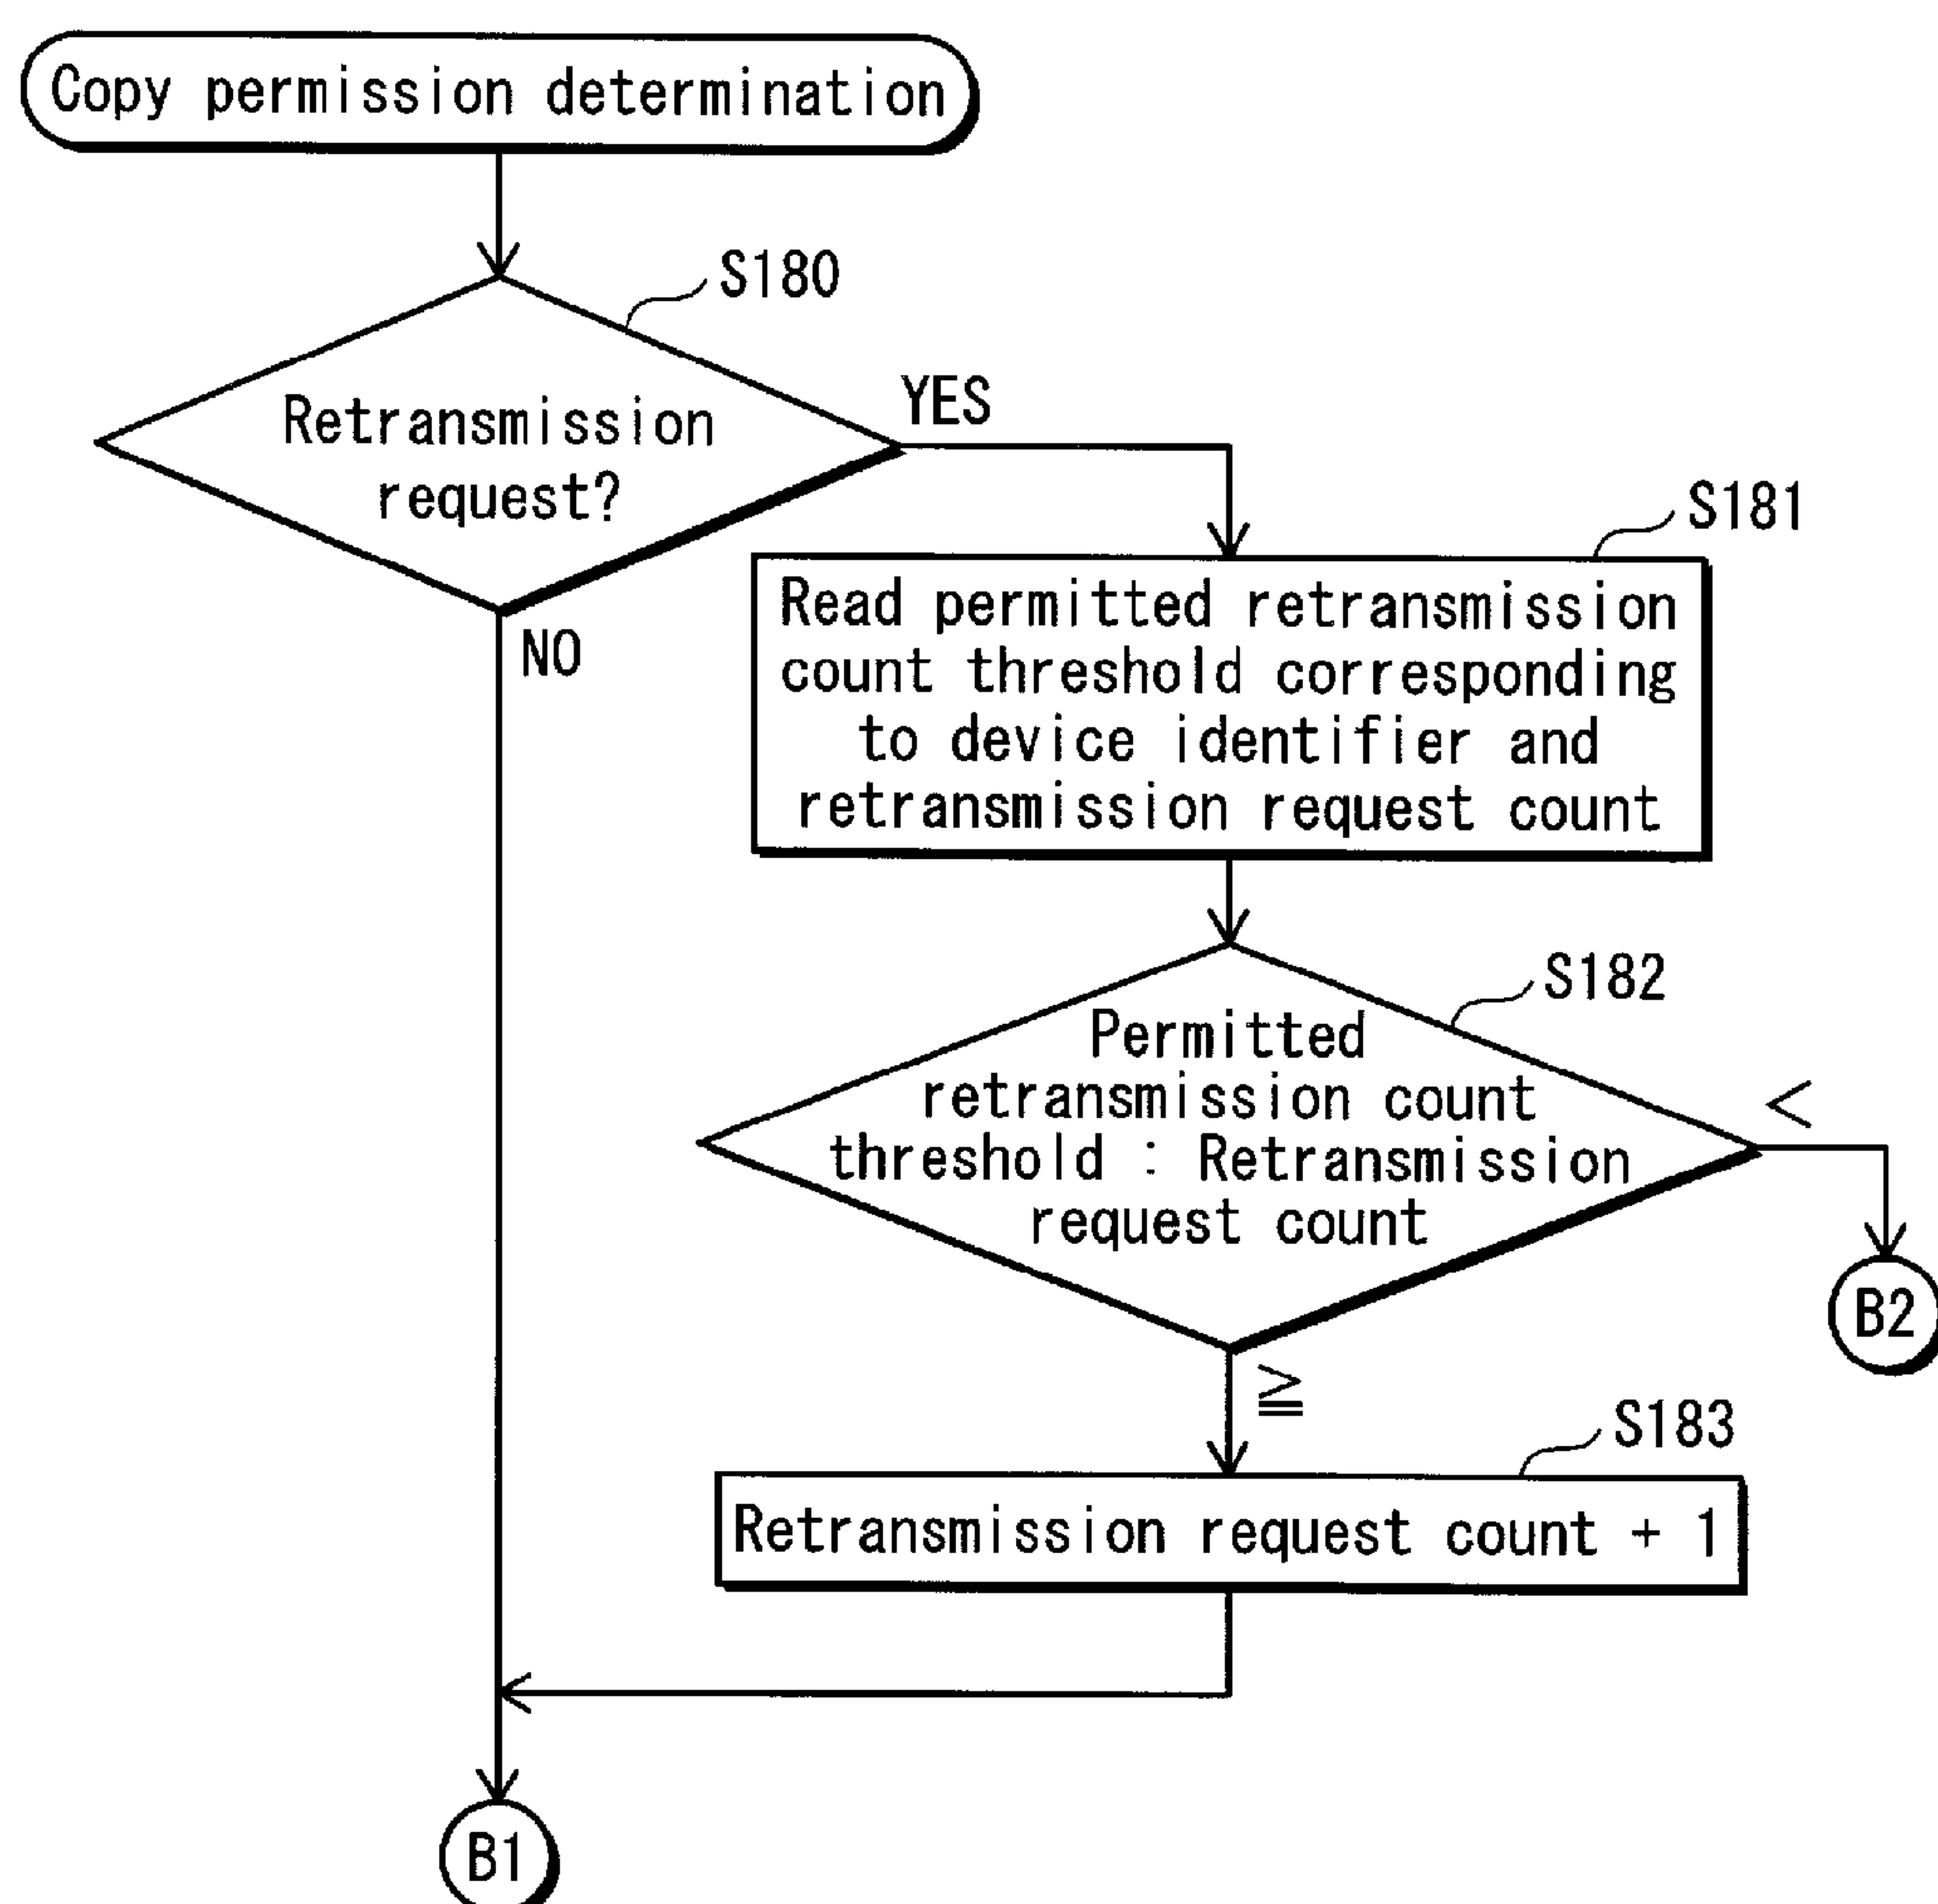 Copy permission determination
S180
Retransmission
request?
YES
NO
S181
Read permitted retransmission
count threshold corresponding
to device identifier and
retransmission request count
S182
Permitted
retransmission count
threshold : Retransmission
request count
<
B2
≧
S183
Retransmission request count + 1
B1